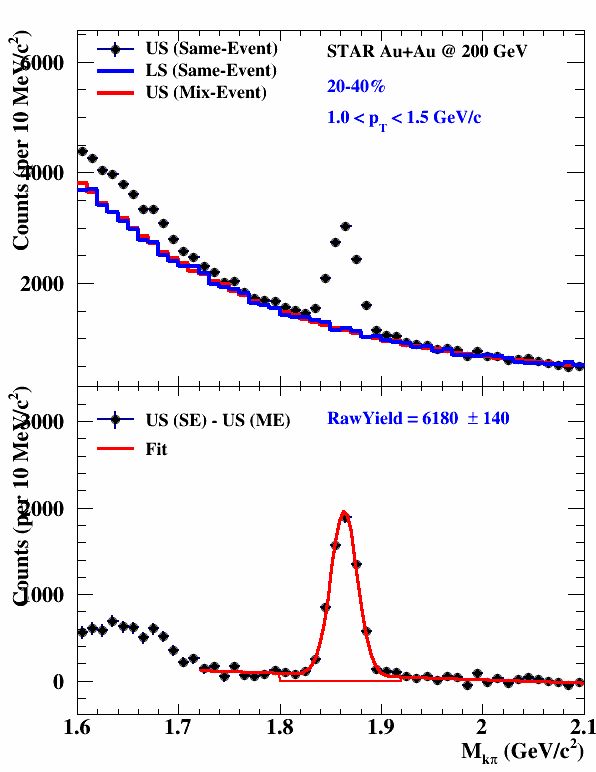 US (Same-Event)
LS (Same-Event)
US (Mix-Event)
STAR Au+Au @ 200 GeV
20-40%
1.0 < p_T < 1.5 GeV/c
Counts (per 10 MeV/c²)
6000
4000
2000
US (SE) - US (ME)
Fit
RawYield = 6180 ± 140
Counts (per 10 MeV/c²)
3000
2000
1000
0
1.6 1.7 1.8 1.9 2 2.1
M_kπ (GeV/c²)